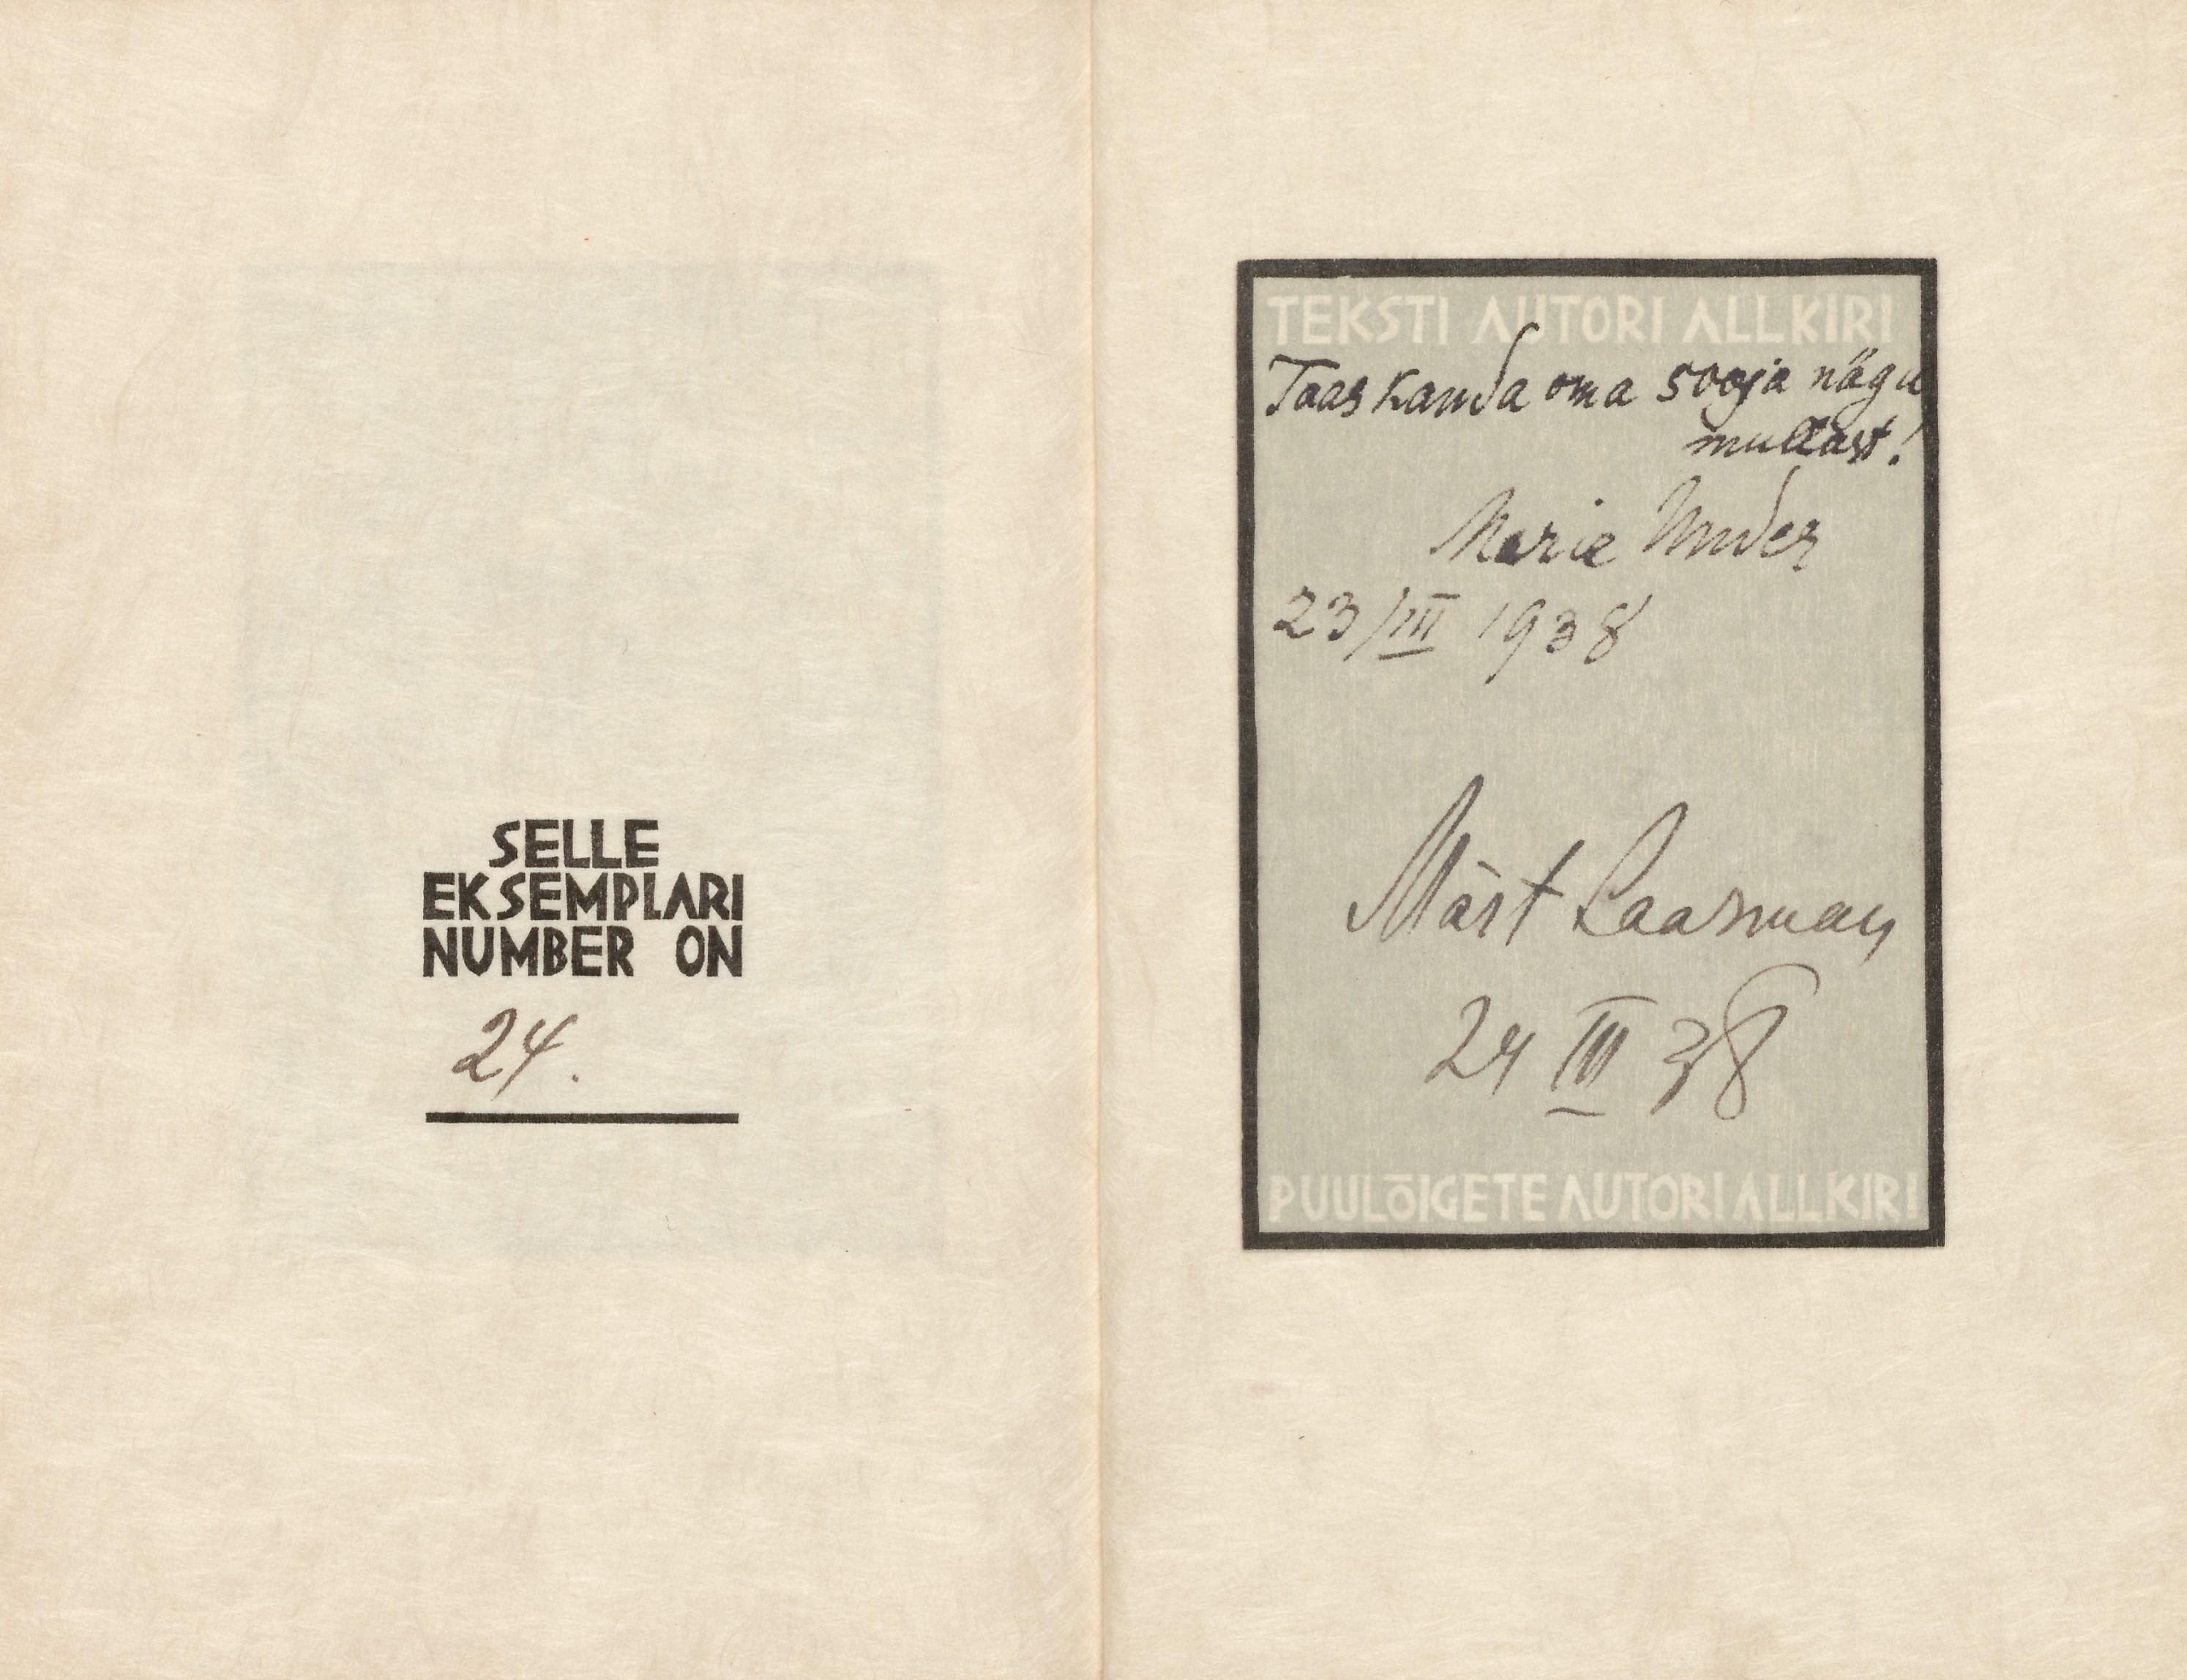 SELLE
EKSEMPLARI
NUMBER ON
24.
TEKSTI AUTORI ALLKIRI
Taas kanda oma sooja nägu
mullast!
Marie Under
23/III 1938
Märt Laarman
24 III 38
PUULÕIGETE AUTORI ALLKIRI